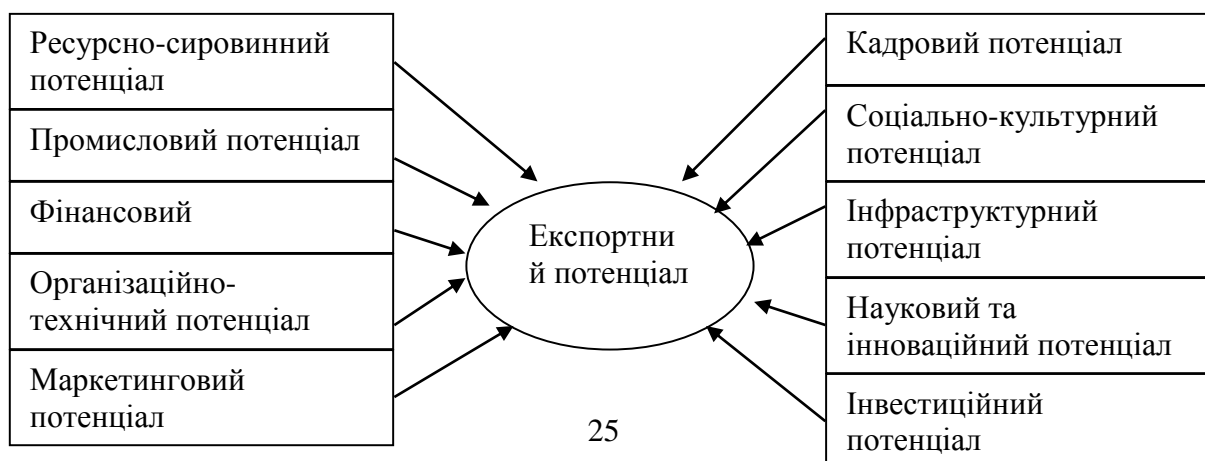 Ресурсно-сировинний
потенціал
Промисловий потенціал
Фінансовий
Організаційно-
технічний потенціал
Маркетинговий
потенціал
Експортни
й потенціал
Кадровий потенціал
Соціально-культурний
потенціал
Інфраструктурний
потенціал
Науковий та
інноваційний потенціал
Інвестиційний
потенціал
25